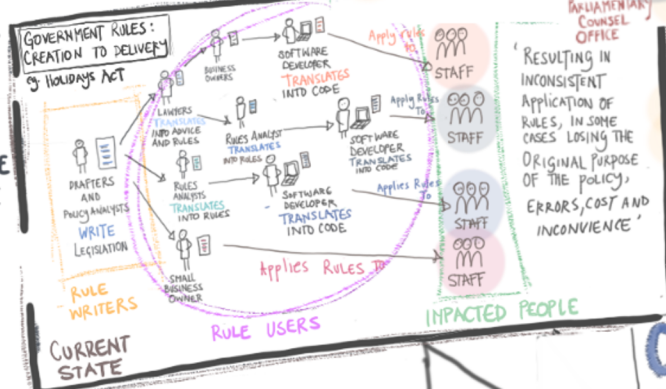 GOVERNMENT RULES:
CREATION TO DELIVERY
eg. HOLIDAYS ACT
PARLIAMENTARY
COUNSEL
OFFICE
BUSINESS
OWNERS
SOFTWARE
DEVELOPER
TRANSLATES
INTO CODE
Apply rules
TO
STAFF
LAWYERS
TRANSLATES
INTO ADVICE
AND RULES
RULES ANALYST
TRANSLATES
INTO RULES
SOFTWARE
DEVELOPER
TRANSLATES
INTO CODE
Apply Rules
To
STAFF
DRAFTERS
AND
POLICY ANALYSTS
WRITE
LEGISLATION
RULES
ANALYSTS
TRANSLATES
INTO RULES
SOFTWARE
DEVELOPER
TRANSLATES
INTO CODE
Applies Rules
To
STAFF
SMALL
BUSINESS
OWNER
APPLIES RULES TO
STAFF
'RESULTING IN
INCONSISTENT
APPLICATION OF
RULES, IN SOME
CASES LOSING THE
ORIGINAL PURPOSE
OF THE POLICY,
ERRORS, COST AND
INCONVIENCE'
RULE
WRITERS
RULE USERS
INPACTED PEOPLE
CURRENT
STATE